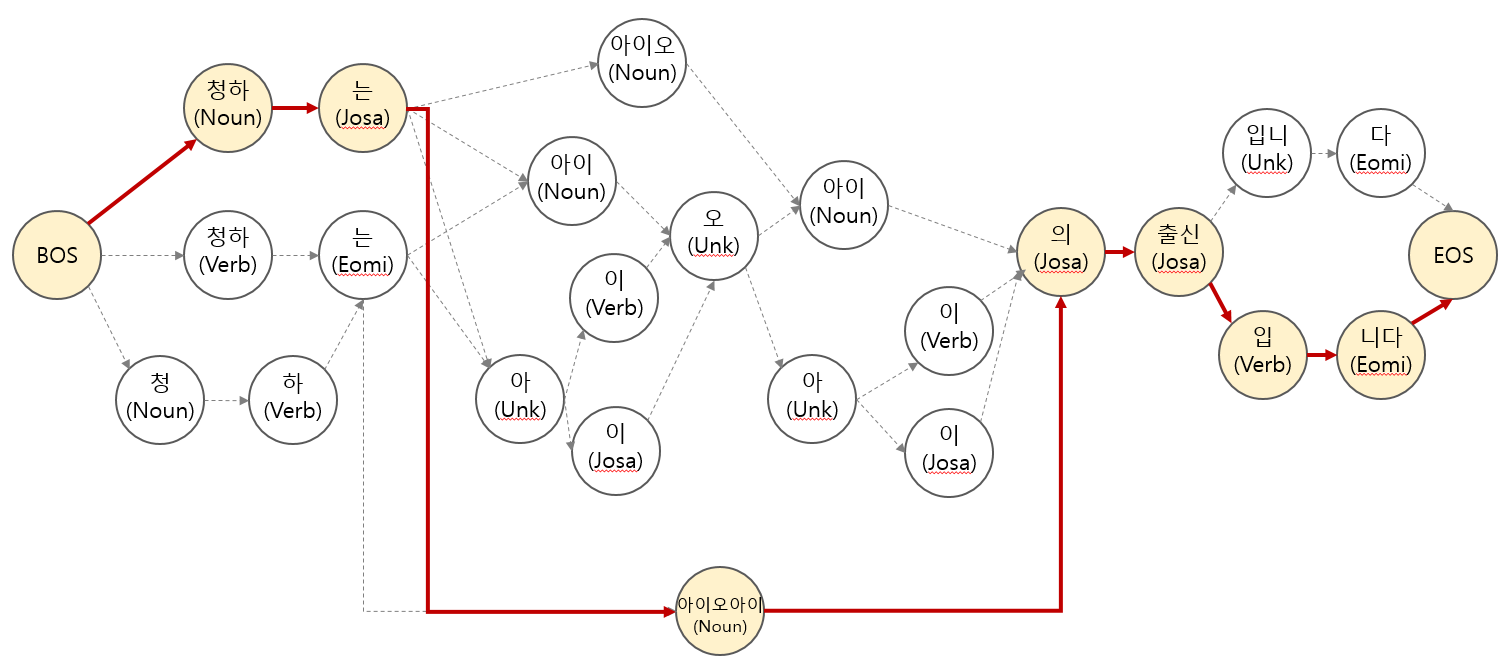 아이오
(Noun)
청하
(Noun)
는
(Josa)
입니
(Unk)
다
(Eomi)
아이
(Noun)
아이
(Noun)
오
(Unk)
BOS
청하
(Verb)
는
(Eomi)
의
(Josa)
출신
(Josa)
EOS
이
(Verb)
이
(Verb)
입
(Verb)
니다
(Eomi)
청
(Noun)
하
(Verb)
아
(Unk)
아
(Unk)
이
(Josa)
이
(Josa)
아이오아이
(Noun)